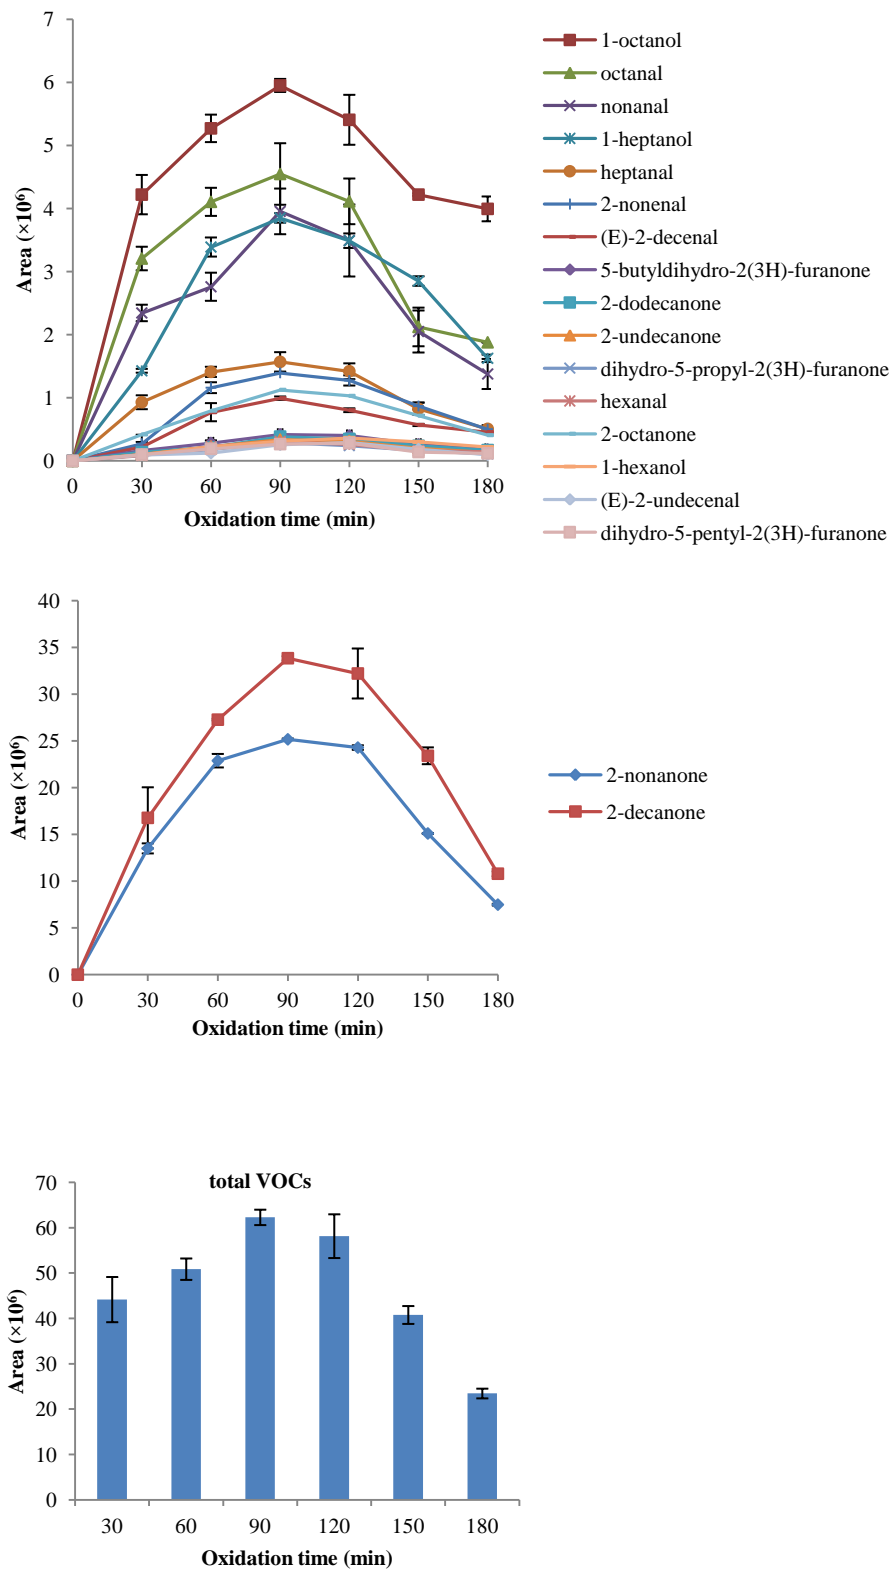 7
6
5
4
3
2
1
0
Area (×10⁶)
0 30 60 90 120 150 180
Oxidation time (min)
1-octanol
octanal
nonanal
1-heptanol
heptanal
2-nonenal
(E)-2-decenal
5-butyldihydro-2(3H)-furanone
2-dodecanone
2-undecanone
dihydro-5-propyl-2(3H)-furanone
hexanal
2-octanone
1-hexanol
(E)-2-undecenal
dihydro-5-pentyl-2(3H)-furanone
40
35
30
25
20
15
10
5
0
Area (×10⁶)
0 30 60 90 120 150 180
Oxidation time (min)
2-nonanone
2-decanone
total VOCs
70
60
50
40
30
20
10
0
Area (×10⁶)
30 60 90 120 150 180
Oxidation time (min)